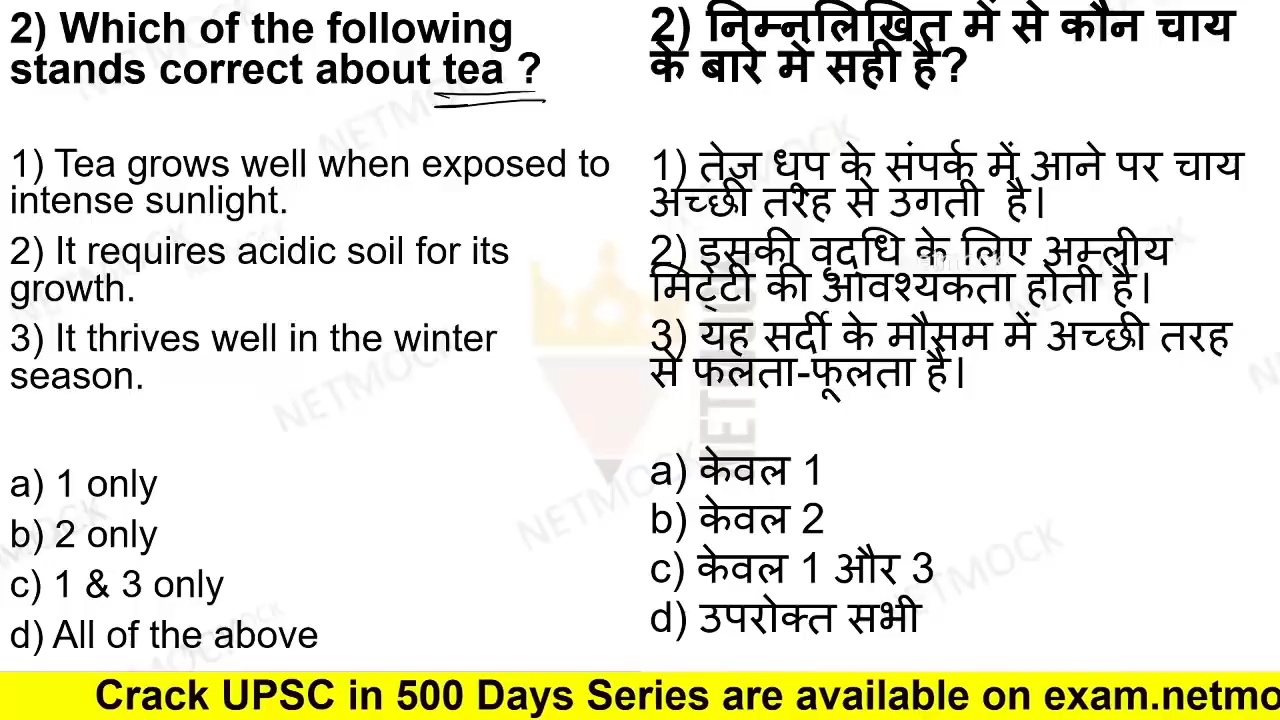 2) Which of the following
stands correct about tea ?
1) Tea grows well when exposed to
intense sunlight.
2) It requires acidic soil for its
growth.
3) It thrives well in the winter
season.
a) 1 only
b) 2 only
c) 1 & 3 only
d) All of the above
2) निम्नलिखित में से कौन चाय
के बारे में सही है?
1) तेज धूप के संपर्क में आने पर चाय
अच्छी तरह से उगती है।
2) इसकी वृद्धि के लिए अम्लीय
मिट्टी की आवश्यकता होती है।
3) यह सर्दी के मौसम में अच्छी तरह
से फलता-फूलता है।
a) केवल 1
b) केवल 2
c) केवल 1 और 3
d) उपरोक्त सभी
NETMOCK
Crack UPSC in 500 Days Series are available on exam.netmo